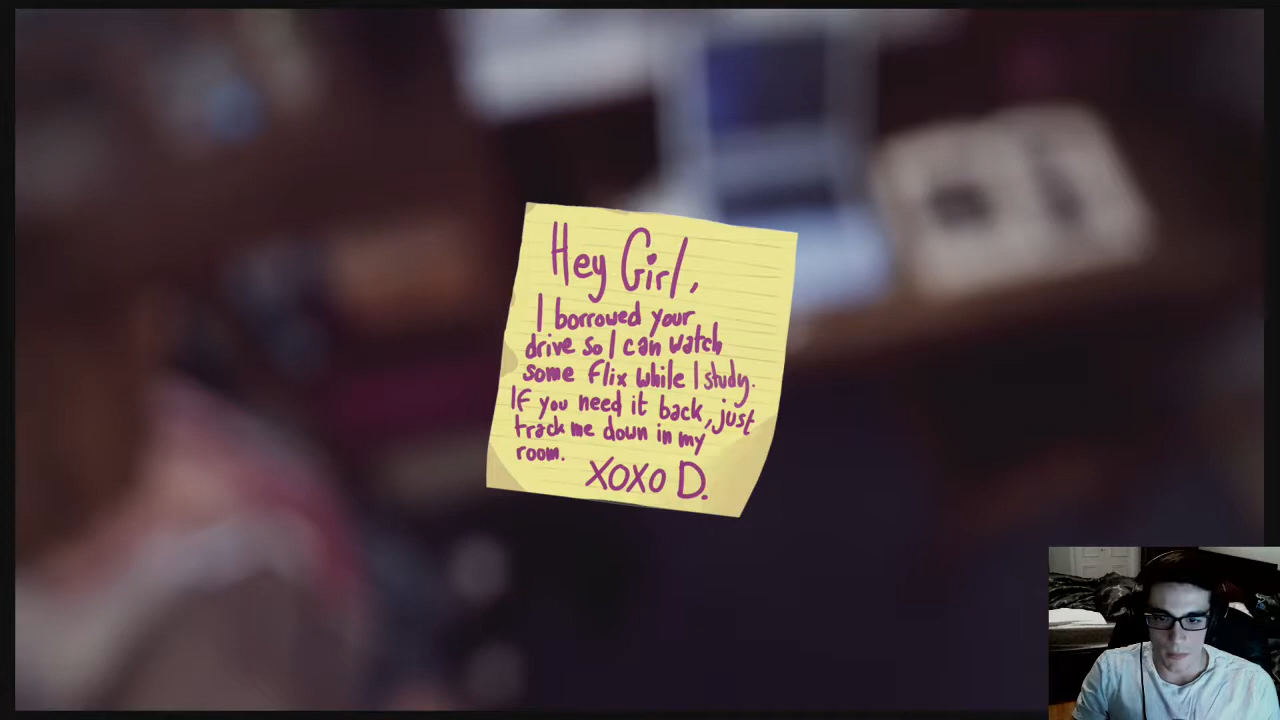 Hey Girl,
I borrowed your
drive so I can watch
some flix while I study.
If you need it back, just
track me down in my
room.
XOXO D.